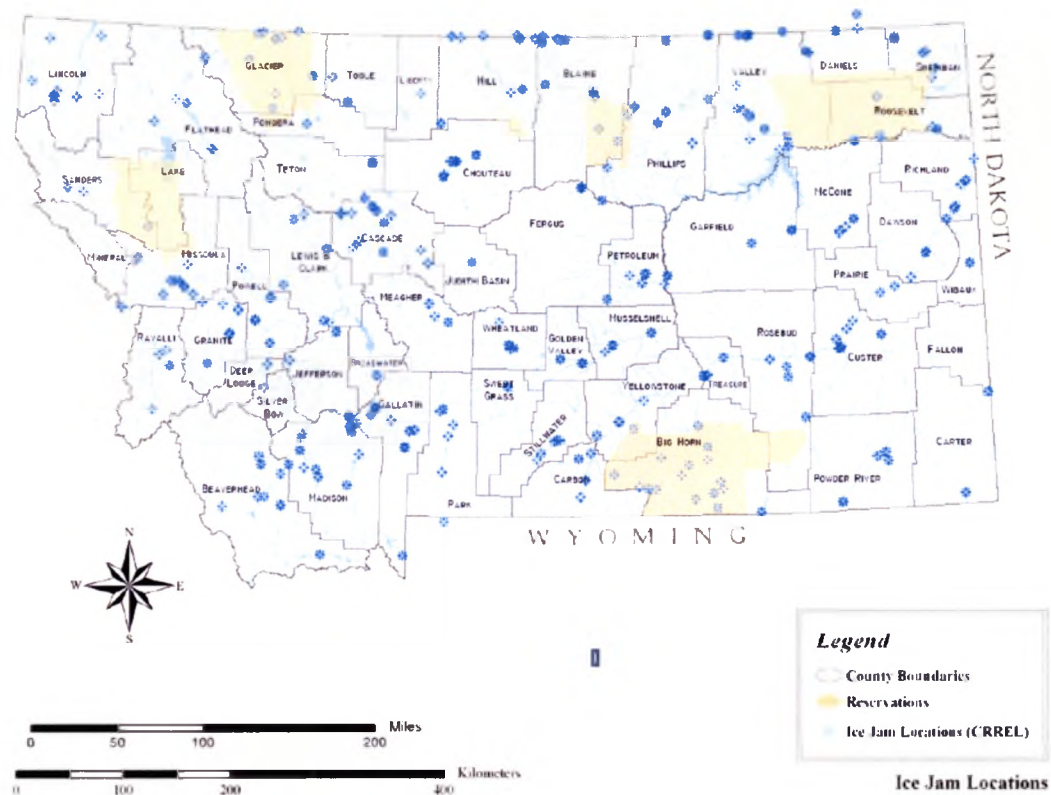 LINCOLN
GLACIER
TOOLE
LIBERTY
HILL
BLAINE
VALLEY
DANIELS
SHERIDAN
NORTH DAKOTA
FLATHEAD
PONDERA
ROOSEVELT
SANDERS
LAKE
TETON
CHOUTEAU
PHILLIPS
RICHLAND
McCONE
MINERAL
MISSOULA
LEWIS &
CLARK
CASCADE
FERGUS
GARFIELD
DAWSON
POWELL
JUDITH BASIN
PETROLEUM
PRAIRIE
WIBAUX
MEAGHER
RAVALLI
GRANITE
WHEATLAND
GOLDEN
VALLEY
MUSSELSHELL
ROSEBUD
CUSTER
FALLON
DEER
LODGE
JEFFERSON
BROADWATER
SILVER
BOW
GALLATIN
SWEET
GRASS
STILLWATER
YELLOWSTONE
TREASURE
BIG HORN
CARTER
BEAVERHEAD
MADISON
PARK
CARBON
POWDER RIVER
WYOMING
N
W E
S
Legend
County Boundaries
Reservations
Ice Jam Locations (CRREL)
Miles
0 50 100 200
Kilometers
0 100 200 400
Ice Jam Locations